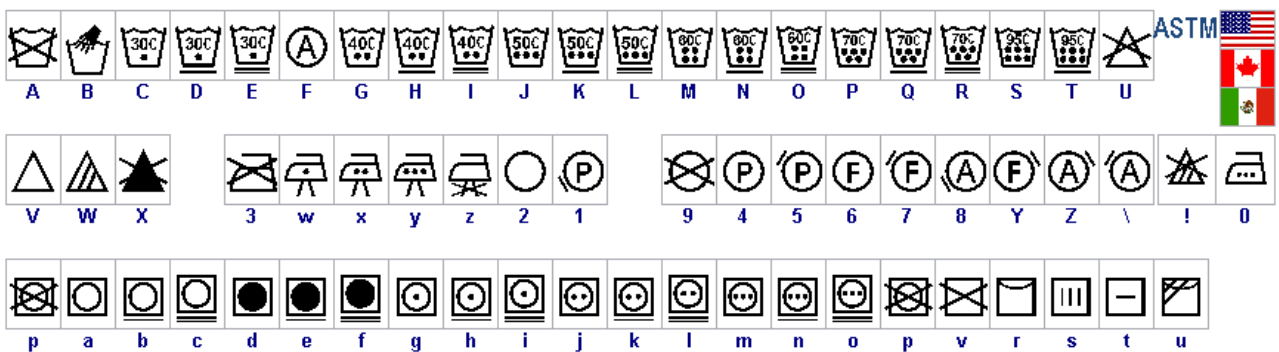 30C 30C 30C A 40C 40C 40C 50C 50C 50C 60C 60C 60C 70C 70C 70C 95C 95C ASTM
A B C D E F G H I J K L M N O P Q R S T U
P P P F F A F A A
V W X 3 w x y z 2 1 9 4 5 6 7 8 Y Z \ ! 0
p a b c d e f g h i j k l m n o p v r s t u